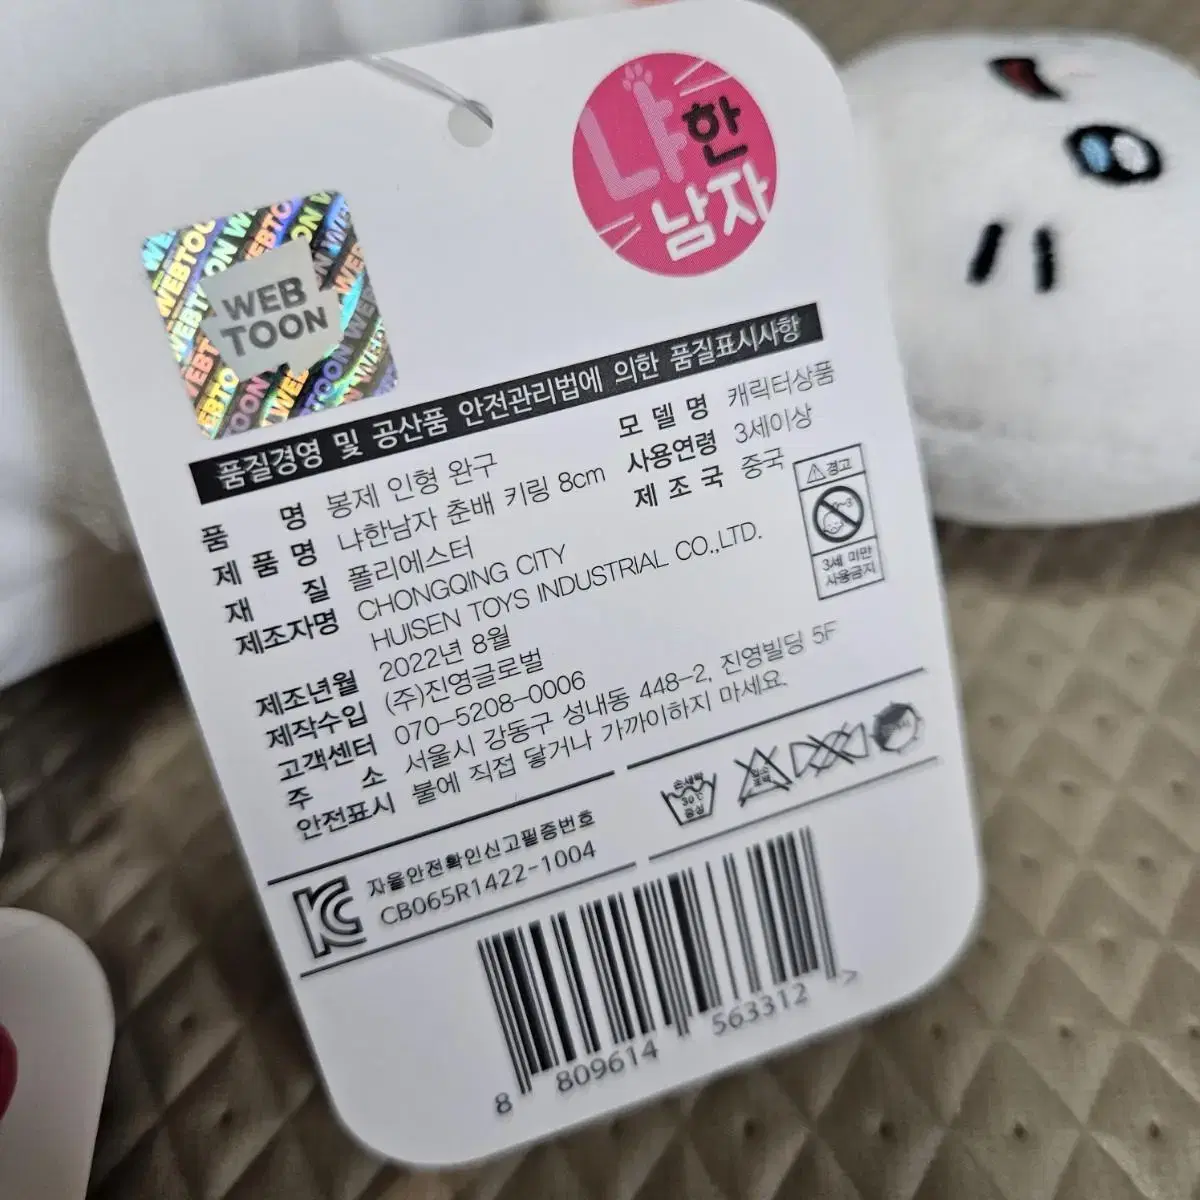 냐한
남자
WEB
TOON
품질경영 및 공산품 안전관리법에 의한 품질표시사항
품 명 봉제 인형 완구
모 델 명 캐릭터상품
제 품 명 냐한남자 춘배 키링 8cm
사용연령 3세이상
재 질 폴리에스터
제 조 국 중국
제조자명 CHONGQING CITY
HUISEN TOYS INDUSTRIAL CO.,LTD.
제조년월 2022년 8월
제작수입 (주)진영글로벌
고객센터 070-5208-0006
주 소 서울시 강동구 성내동 448-2, 진영빌딩 5F
안전표시 불에 직접 닿거나 가까이하지 마세요.
경고
3세 미만
사용금지
손세탁
30℃
중성
자율안전확인신고필증번호
CB065R1422-1004
8 809614 563312 >